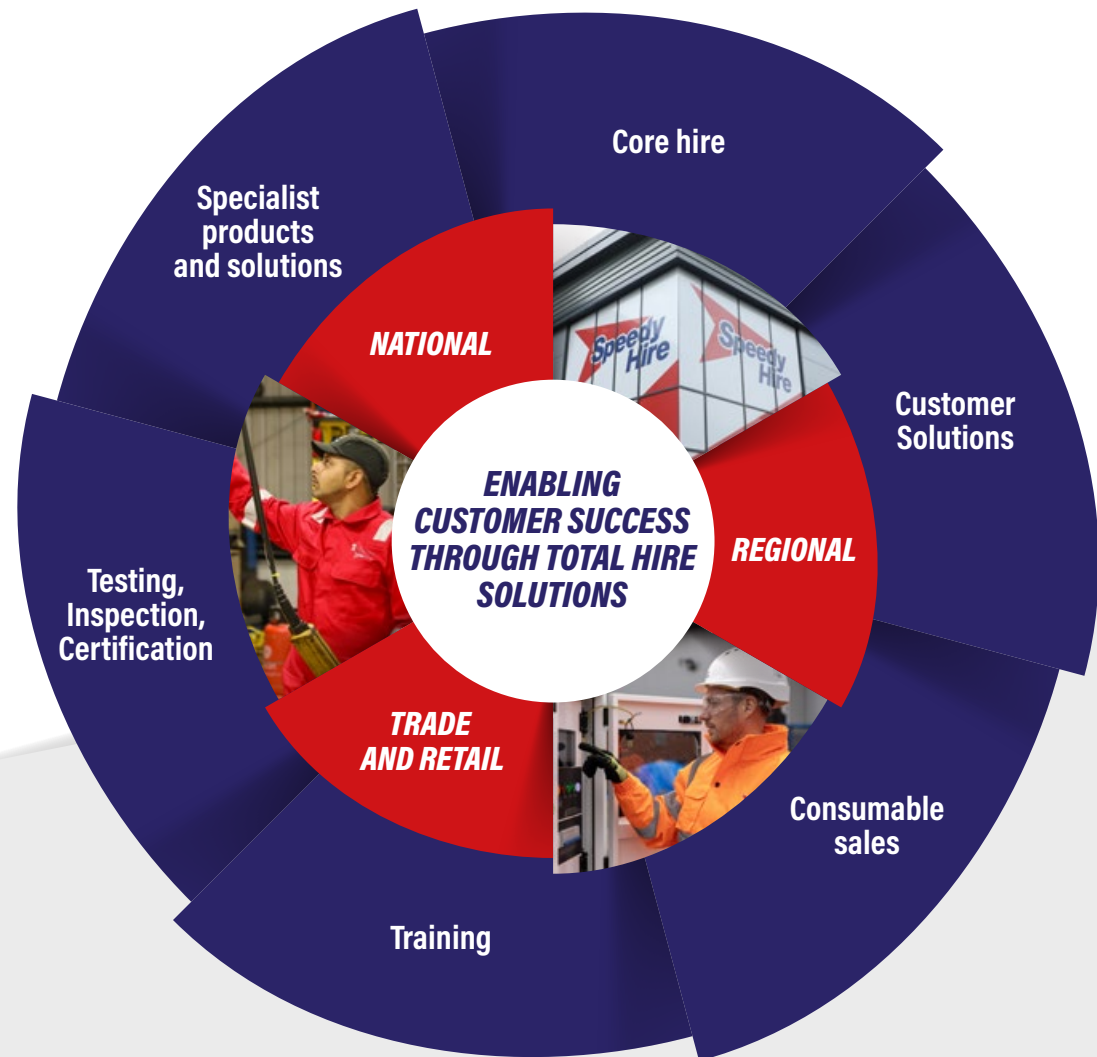 Core hire
Specialist
products
and solutions
NATIONAL
Speedy
Hire
Speedy
Hire
Customer
Solutions
ENABLING
CUSTOMER SUCCESS
THROUGH TOTAL HIRE
SOLUTIONS
REGIONAL
Testing,
Inspection,
Certification
TRADE
AND RETAIL
Consumable
sales
Training